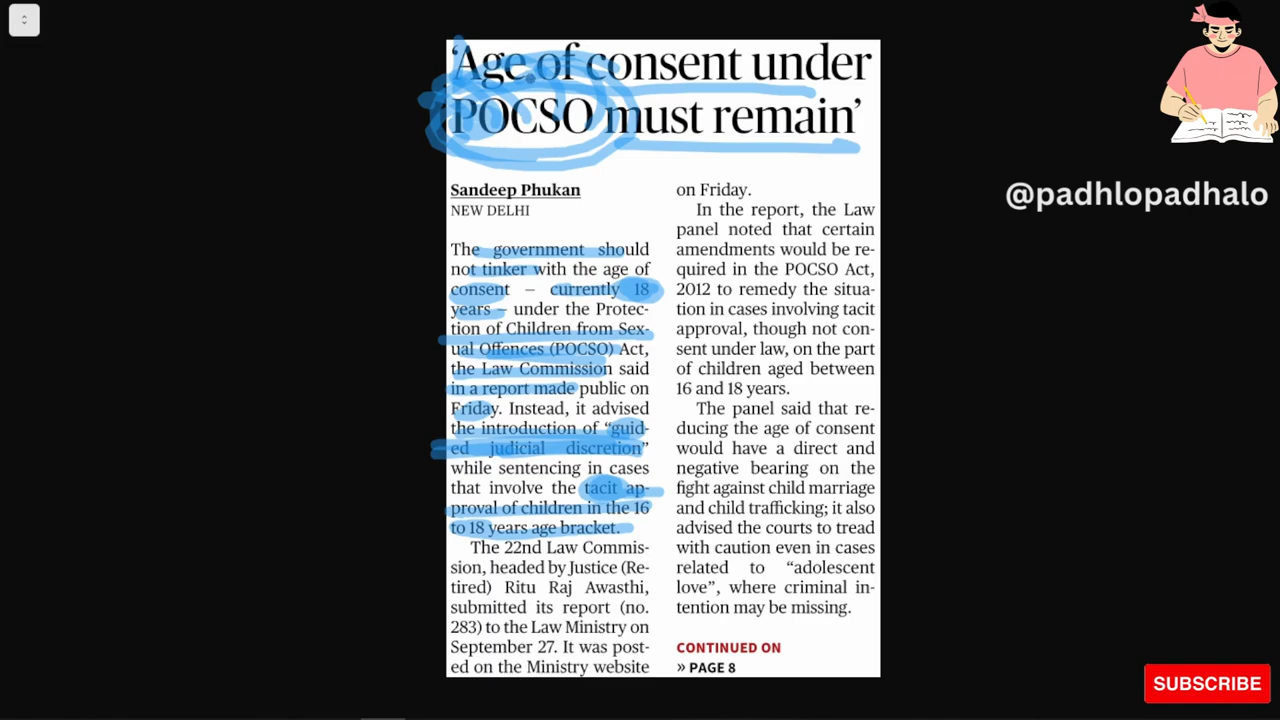 ‘Age of consent under
POCSO must remain’
Sandeep Phukan
NEW DELHI
The government should
not tinker with the age of
consent – currently 18
years – under the Protec-
tion of Children from Sex-
ual Offences (POCSO) Act,
the Law Commission said
in a report made public on
Friday. Instead, it advised
the introduction of “guid-
ed judicial discretion”
while sentencing in cases
that involve the tacit ap-
proval of children in the 16
to 18 years age bracket.
The 22nd Law Commis-
sion, headed by Justice (Re-
tired) Ritu Raj Awasthi,
submitted its report (no.
283) to the Law Ministry on
September 27. It was post-
ed on the Ministry website
on Friday.
In the report, the Law
panel noted that certain
amendments would be re-
quired in the POCSO Act,
2012 to remedy the situa-
tion in cases involving tacit
approval, though not con-
sent under law, on the part
of children aged between
16 and 18 years.
The panel said that re-
ducing the age of consent
would have a direct and
negative bearing on the
fight against child marriage
and child trafficking; it also
advised the courts to tread
with caution even in cases
related to “adolescent
love”, where criminal in-
tention may be missing.
CONTINUED ON
» PAGE 8
@padhlopadhalo
SUBSCRIBE